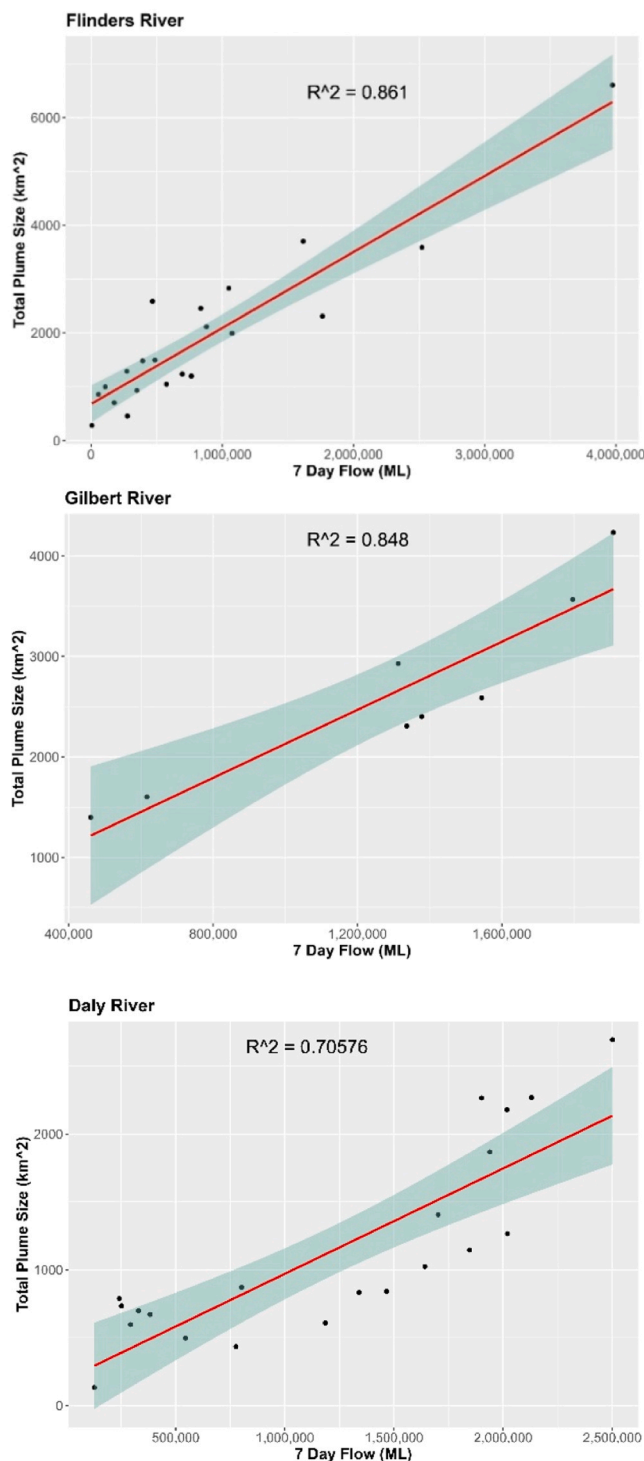 Flinders River
R^2 = 0.861
Total Plume Size (km^2)
6000
4000
2000
0
0 1,000,000 2,000,000 3,000,000 4,000,000
7 Day Flow (ML)
Gilbert River
R^2 = 0.848
Total Plume Size (km^2)
4000
3000
2000
1000
400,000 800,000 1,200,000 1,600,000
7 Day Flow (ML)
Daly River
R^2 = 0.70576
Total Plume Size (km^2)
2000
1000
0
500,000 1,000,000 1,500,000 2,000,000 2,500,000
7 Day Flow (ML)